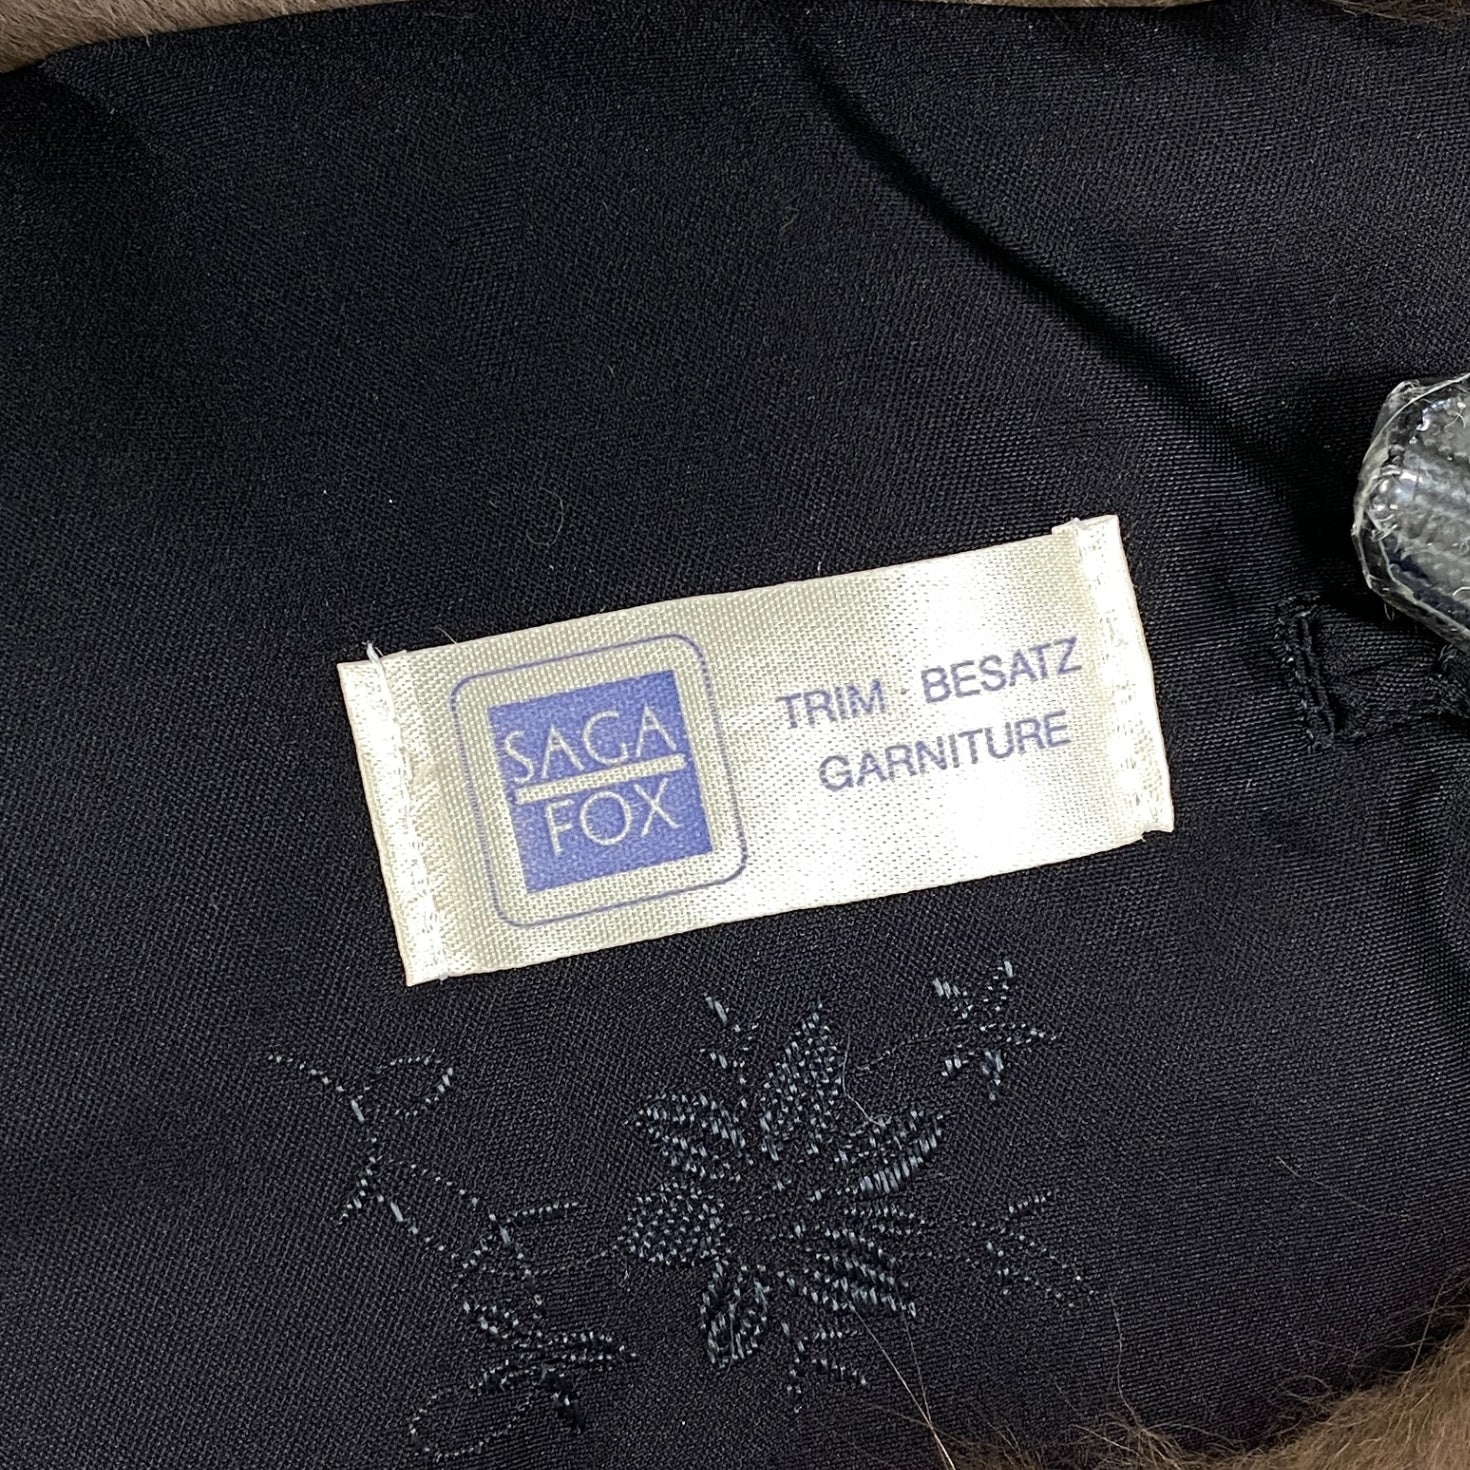 SAGA
FOX
TRIM · BESATZ
GARNITURE